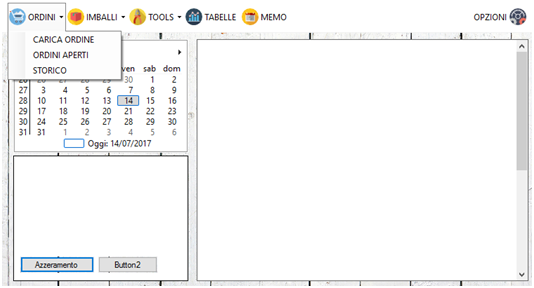 ORDINI IMBALLI TOOLS TABELLE MEMO OPZIONI
CARICA ORDINE
ORDINI APERTI
STORICO
ven sab dom
26 26 27 28 29 30 1 2
27 3 4 5 6 7 8 9
28 10 11 12 13 14 15 16
29 17 18 19 20 21 22 23
30 24 25 26 27 28 29 30
31 31 1 2 3 4 5 6
Oggi: 14/07/2017
Azzeramento Button2